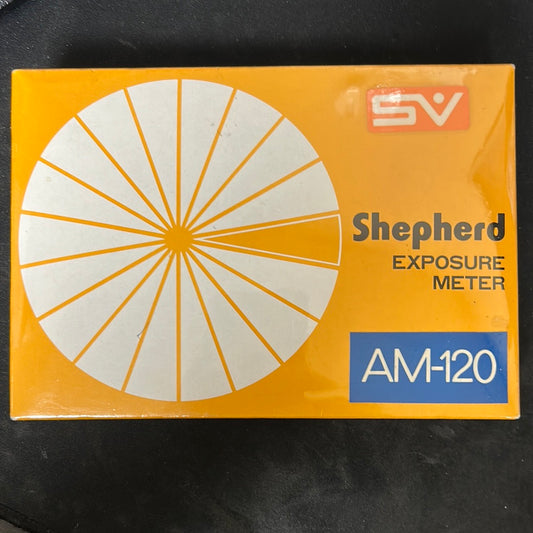 SV
Shepherd
EXPOSURE
METER
AM-120